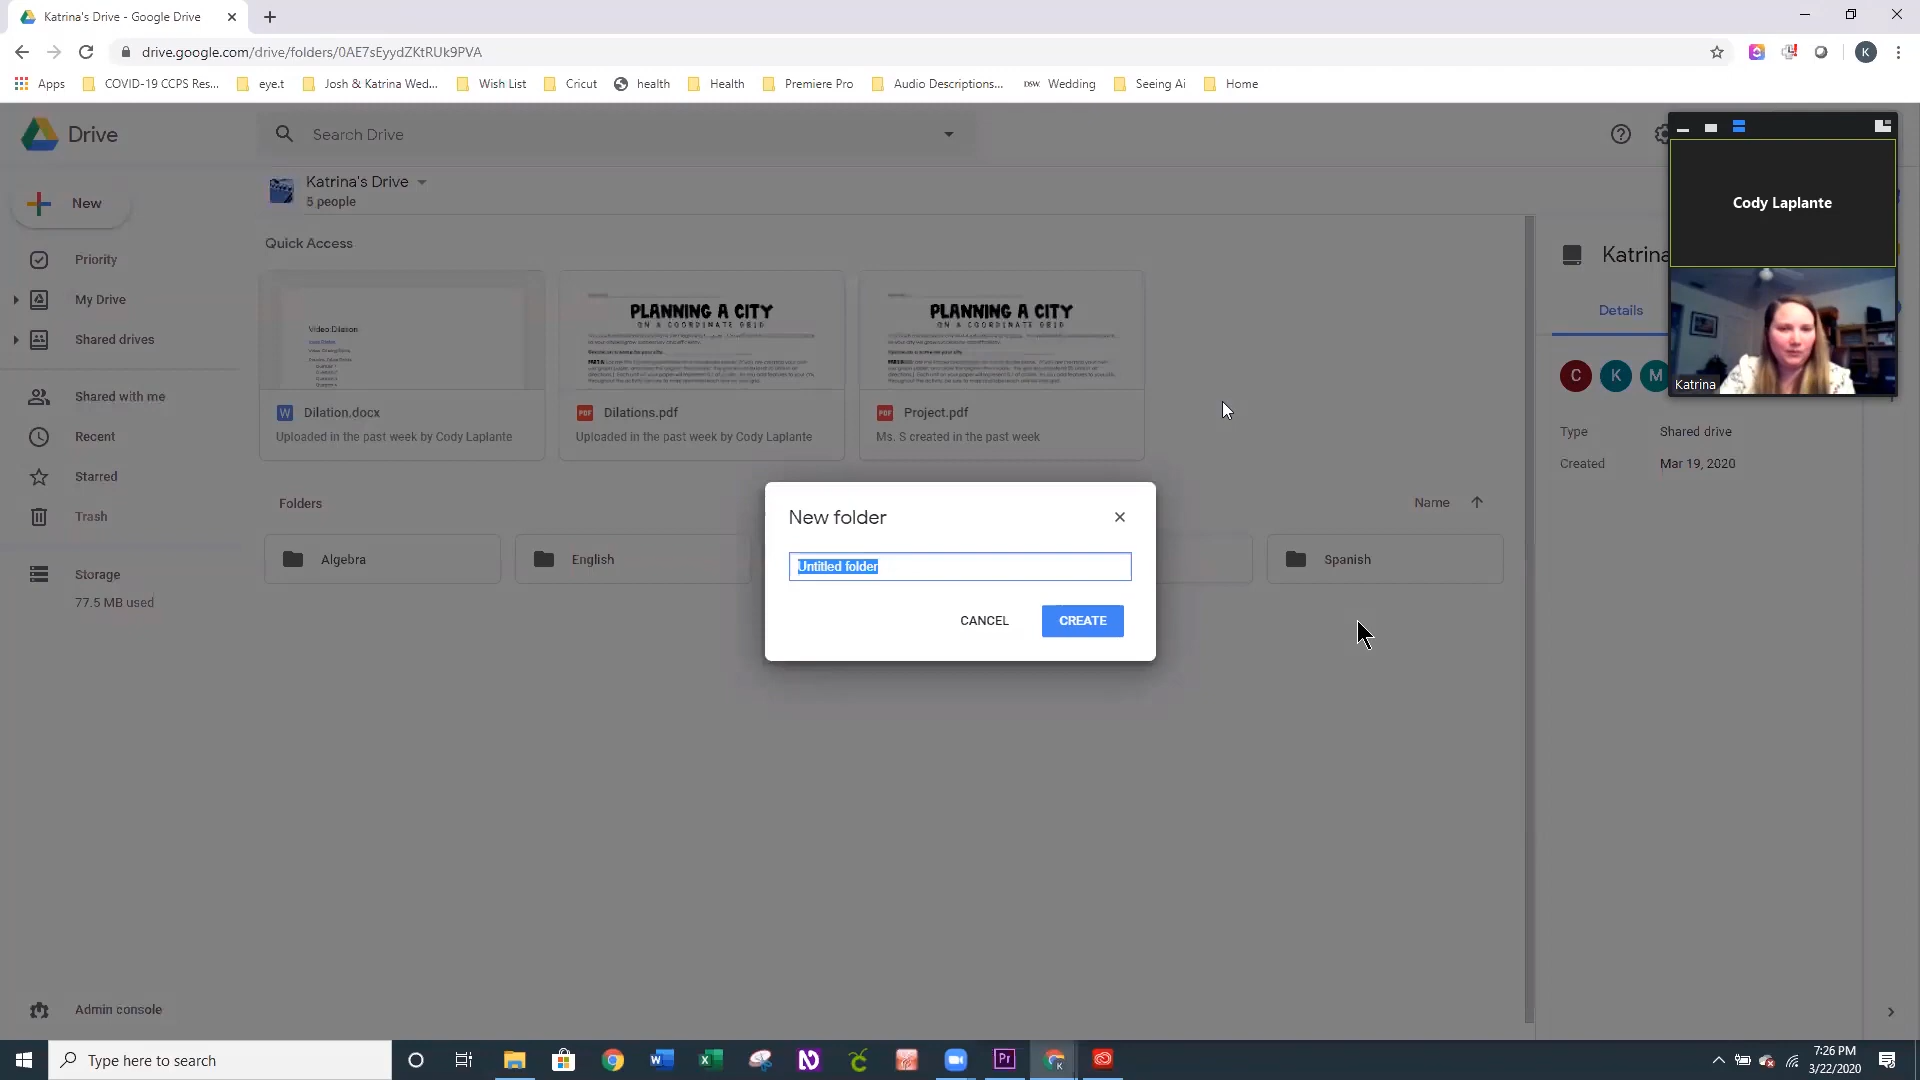 Katrina's Drive - Google Drive
drive.google.com/drive/folders/0AE7sEyydZKtRUk9PVA
K
Apps
COVID-19 CCPS Res...
eye.t
Josh & Katrina Wed...
Wish List
Cricut
health
Health
Premiere Pro
Audio Descriptions...
DSW
Wedding
Seeing Ai
Home
Drive
Search Drive
Cody Laplante
Katrina
New
Katrina's Drive
5 people
Priority
My Drive
Shared drives
Shared with me
Recent
Starred
Trash
Storage
77.5 MB used
Admin console
Quick Access
Video Dilation
PLANNING A CITY
ON A COORDINATE GRID
PLANNING A CITY
ON A COORDINATE GRID
W
Dilation.docx
Uploaded in the past week by Cody Laplante
PDF
Dilations.pdf
Uploaded in the past week by Cody Laplante
PDF
Project.pdf
Ms. S created in the past week
Folders
Name
Algebra
English
Spanish
New folder
Untitled folder
CANCEL
CREATE
Katrina
Details
C
K
M
Type
Shared drive
Created
Mar 19, 2020
Type here to search
Pr
7:26 PM
3/22/2020